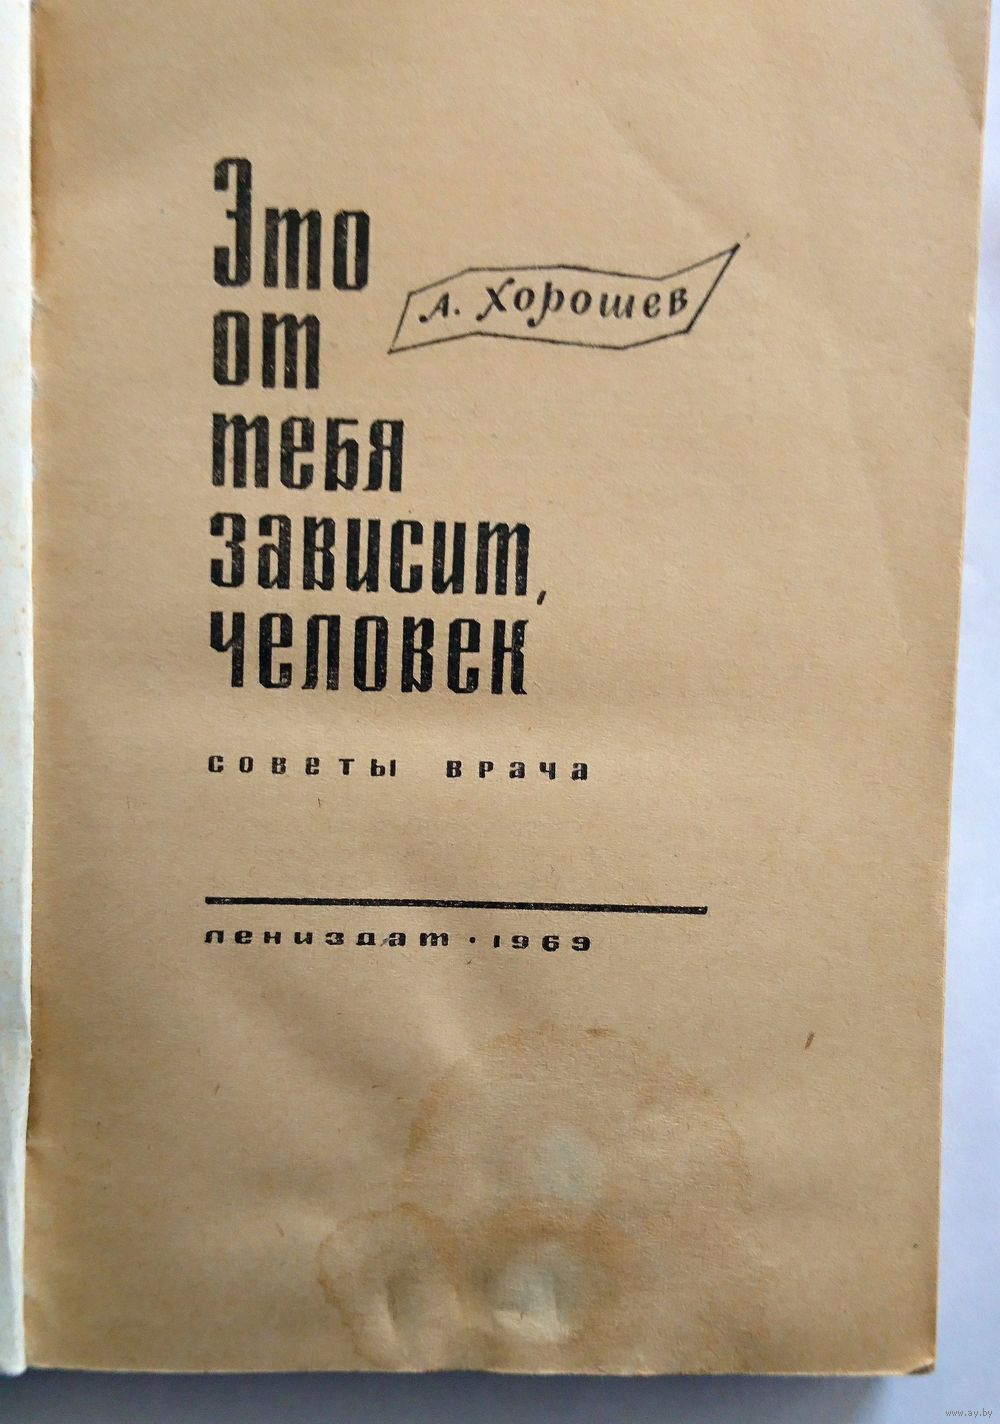 Это
от
тебя
зависит,
человек
А. Хорошев
советы врача
лениздат · 1969
www.ay.by